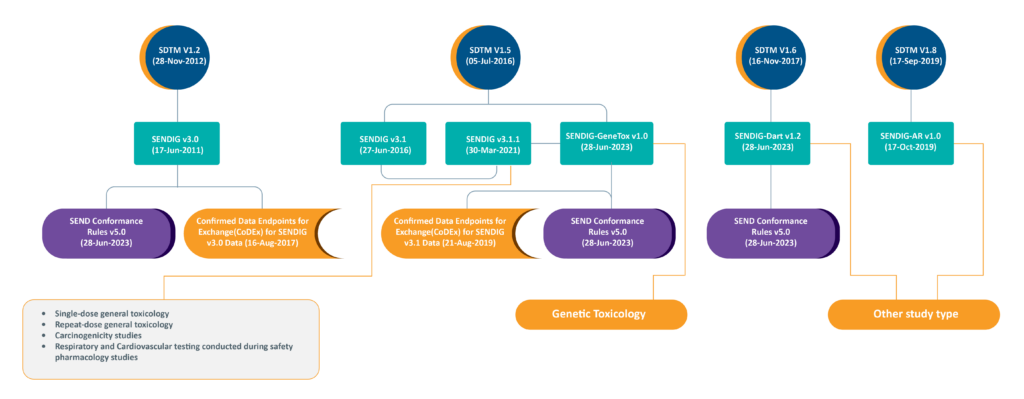 SDTM V1.2
(28-Nov-2012)
SDTM V1.5
(05-Jul-2016)
SDTM V1.6
(16-Nov-2017)
SDTM V1.8
(17-Sep-2019)
SENDIG v3.0
(17-Jun-2011)
SENDIG v3.1
(27-Jun-2016)
SENDIG v3.1.1
(30-Mar-2021)
SENDIG-GeneTox v1.0
(28-Jun-2023)
SENDIG-Dart v1.2
(28-Jun-2023)
SENDIG-AR v1.0
(17-Oct-2019)
SEND Conformance
Rules v5.0
(28-Jun-2023)
Confirmed Data Endpoints for
Exchange(CoDEx) for SENDIG
v3.0 Data (16-Aug-2017)
Confirmed Data Endpoints for
Exchange(CoDEx) for SENDIG
v3.1 Data (21-Aug-2019)
SEND Conformance
Rules v5.0
(28-Jun-2023)
SEND Conformance
Rules v5.0
(28-Jun-2023)
• Single-dose general toxicology
• Repeat-dose general toxicology
• Carcinogenicity studies
• Respiratory and Cardiovascular testing conducted during safety
pharmacology studies
Genetic Toxicology
Other study type